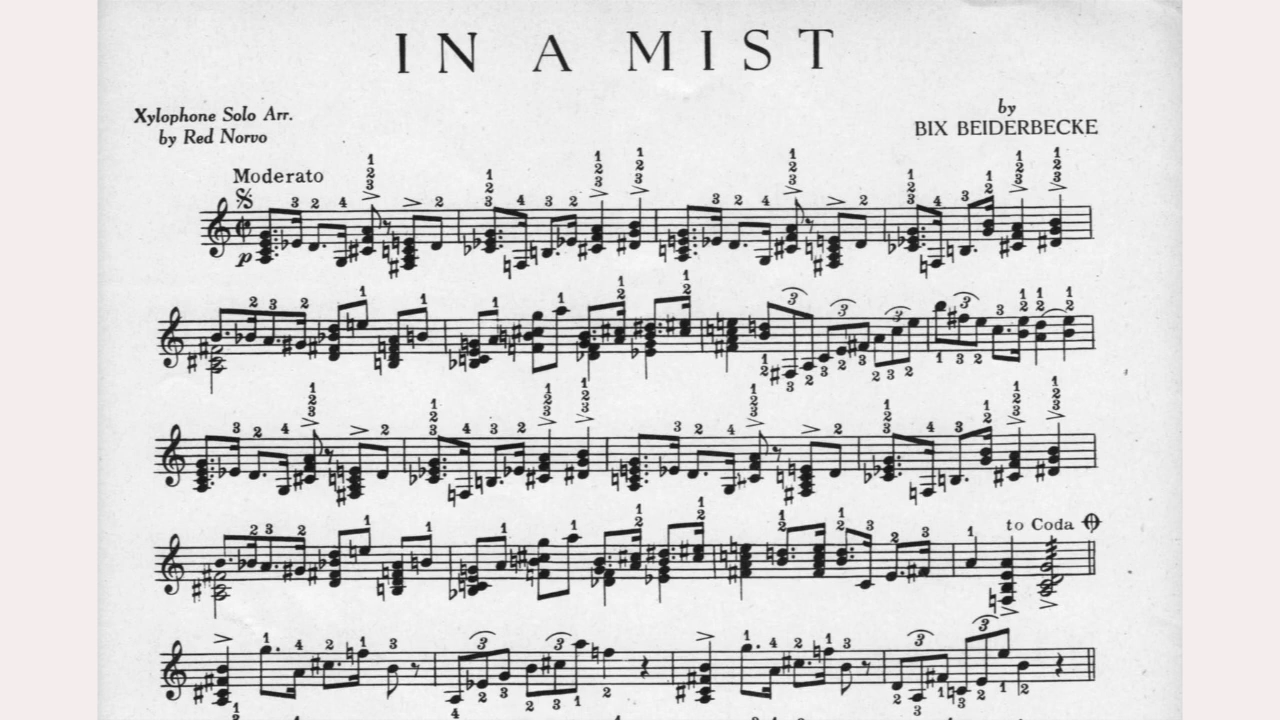 IN A MIST
Xylophone Solo Arr.
by Red Norvo
by
BIX BEIDERBECKE
Moderato
p
to Coda